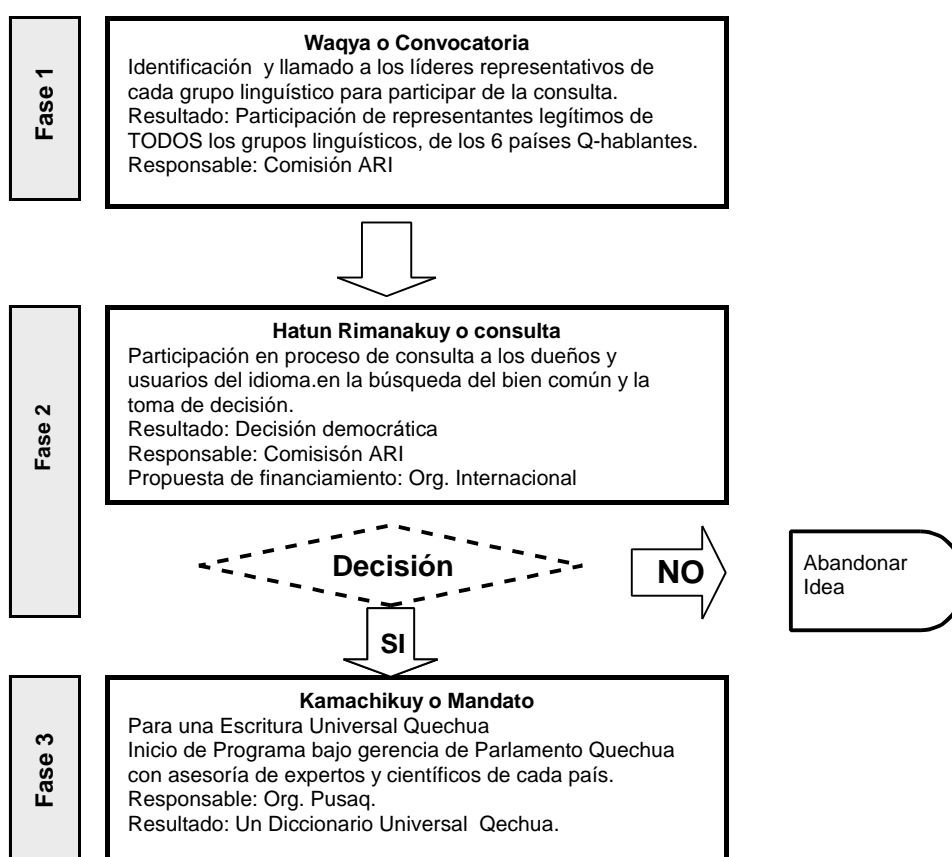 Fase 1
Waqya o Convocatoria
Identificación y llamado a los líderes representativos de
cada grupo linguístico para participar de la consulta.
Resultado: Participación de representantes legítimos de
TODOS los grupos linguísticos, de los 6 países Q-hablantes.
Responsable: Comisión ARI
Fase 2
Hatun Rimanakuy o consulta
Participación en proceso de consulta a los dueños y
usuarios del idioma.en la búsqueda del bien común y la
toma de decisión.
Resultado: Decisión democrática
Responsable: Comisisón ARI
Propuesta de financiamiento: Org. Internacional
Decisión
NO
Abandonar
Idea
SI
Fase 3
Kamachikuy o Mandato
Para una Escritura Universal Quechua
Inicio de Programa bajo gerencia de Parlamento Quechua
con asesoría de expertos y científicos de cada país.
Responsable: Org. Pusaq.
Resultado: Un Diccionario Universal Qechua.